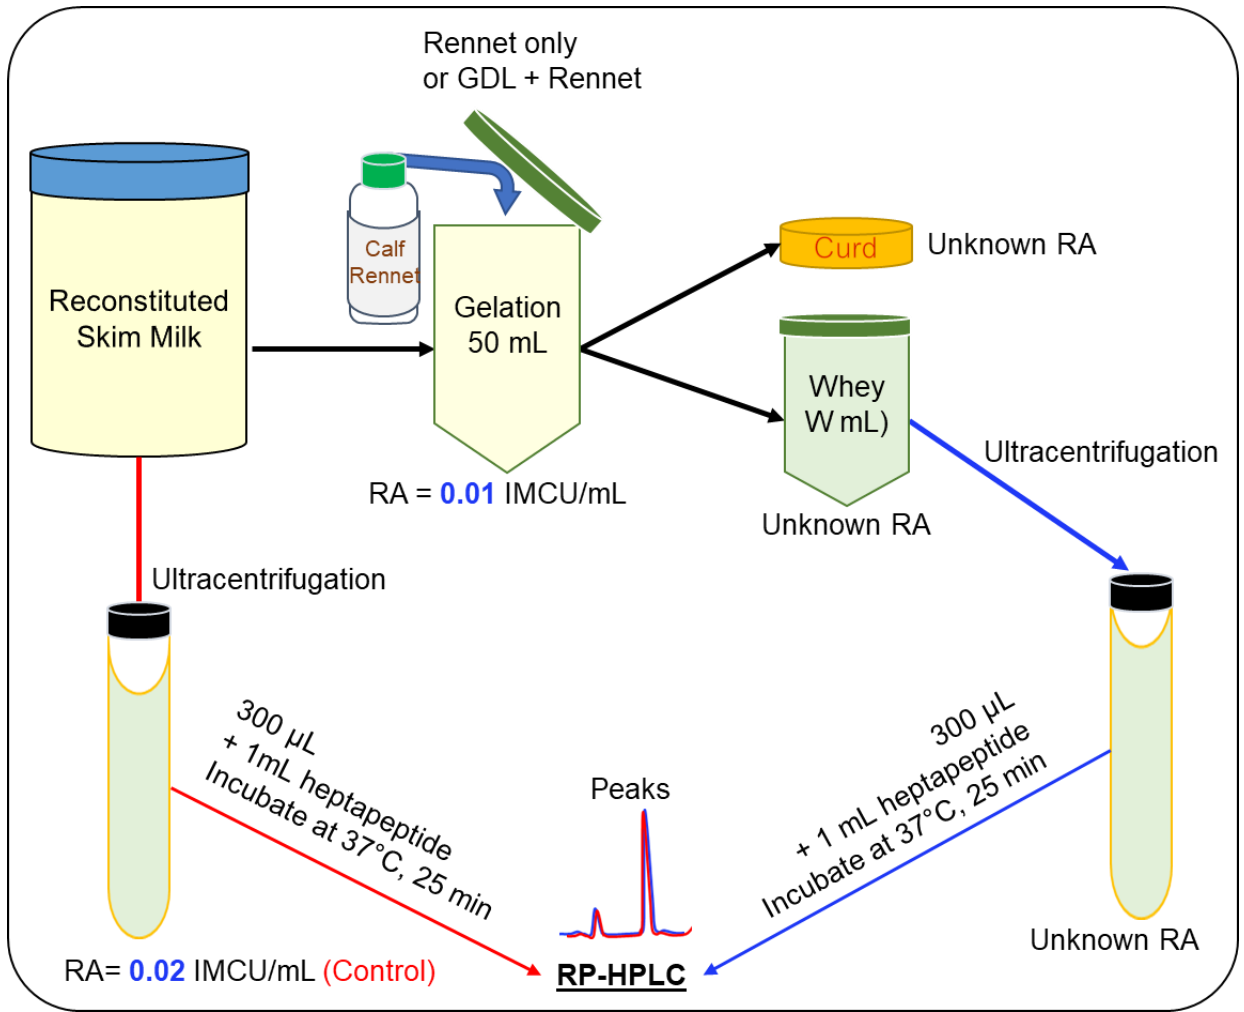 Rennet only
or GDL + Rennet
Reconstituted
Skim Milk
Calf
Rennet
Gelation
50 mL
RA = 0.01 IMCU/mL
Curd
Unknown RA
Whey
W mL)
Unknown RA
Ultracentrifugation
Ultracentrifugation
300 µL
+ 1mL heptapeptide
Incubate at 37°C, 25 min
RA= 0.02 IMCU/mL (Control)
Peaks
RP-HPLC
300 µL
+ 1 mL heptapeptide
Incubate at 37°C, 25 min
Unknown RA